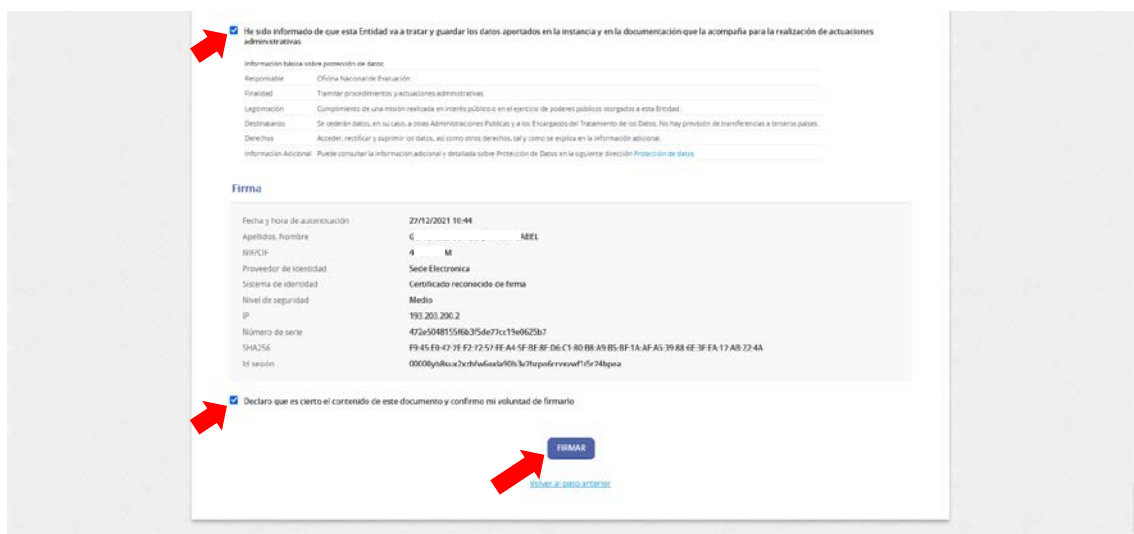 He sido informado de que esta Entidad va a tratar y guardar los datos aportados en la instancia y en la documentación que la acompaña para la realización de actuaciones
administrativas
Información básica sobre protección de datos
Responsable Oficina Nacional de Evaluación
Finalidad Tramitar procedimientos y actuaciones administrativas.
Legitimación Cumplimiento de una misión realizada en interés público o en el ejercicio de poderes públicos otorgados a esta Entidad.
Destinatarios Se cederán datos, en su caso, a otras Administraciones Públicas y a los Encargados del Tratamiento de los Datos. No hay previsión de transferencias a terceros países.
Derechos Acceder, rectificar y suprimir los datos, así como otros derechos, tal y como se explica en la información adicional.
Información Adicional Puede consultar la información adicional y detallada sobre Protección de Datos en la siguiente dirección Protección de datos
Firma
Fecha y hora de autenticación 27/12/2021 10:44
Apellidos, Nombre G ABEL
NIF/CIF 4 M
Proveedor de identidad Sede Electronica
Sistema de identidad Certificado reconocido de firma
Nivel de seguridad Medio
IP 193.203.200.2
Número de serie
SHA256
Id sesión
Declaro que es cierto el contenido de este documento y confirmo mi voluntad de firmarlo
FIRMAR
Volver al paso anterior